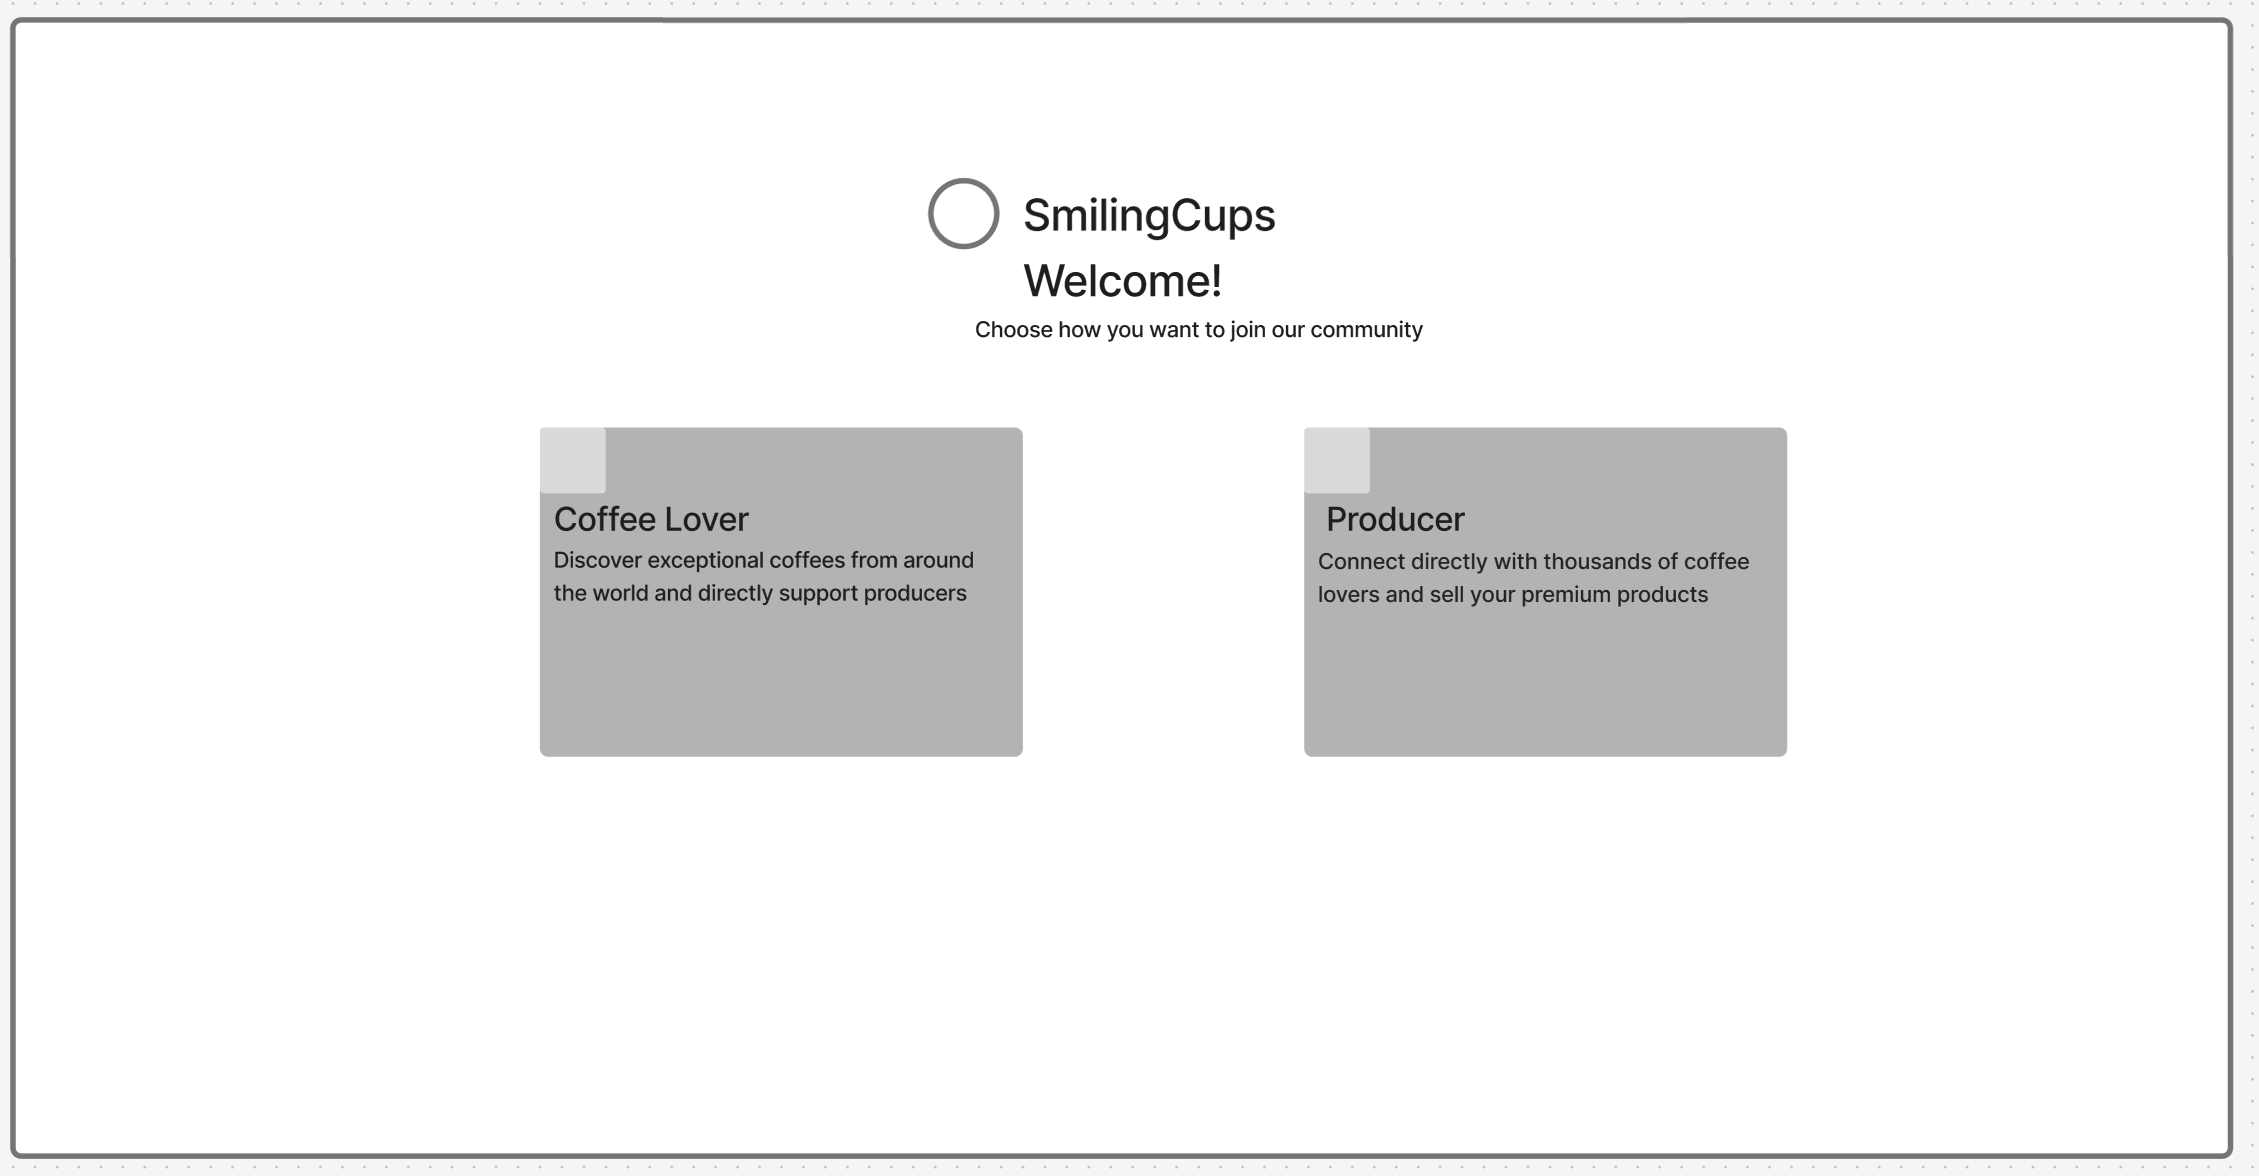 SmilingCups
Welcome!
Choose how you want to join our community
Coffee Lover
Discover exceptional coffees from around
the world and directly support producers
Producer
Connect directly with thousands of coffee
lovers and sell your premium products